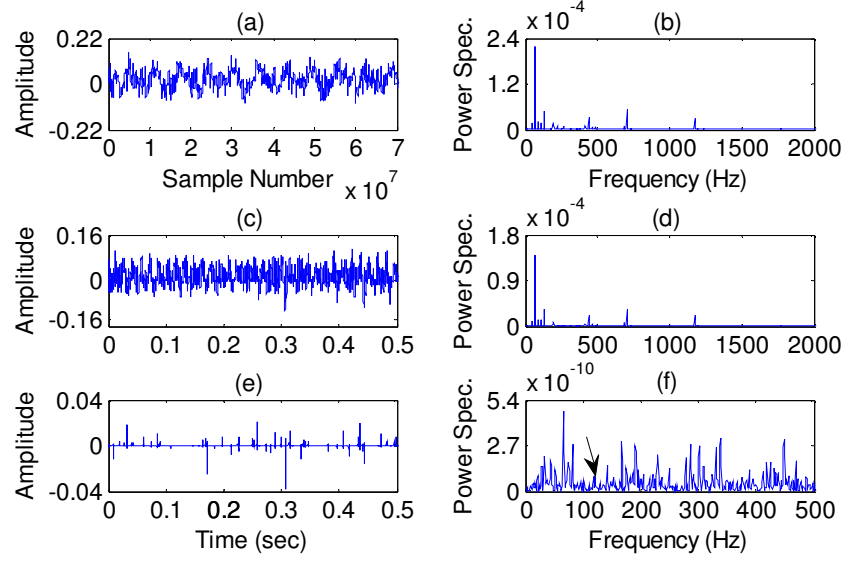 (a)
0.22
0
-0.22
Amplitude
0 1 2 3 4 5 6 7
Sample Number x 10^7
(b)
x 10^-4
2.4
1.2
0
Power Spec.
0 500 1000 1500 2000
Frequency (Hz)
(c)
0.16
0
-0.16
Amplitude
0 0.1 0.2 0.3 0.4 0.5
(d)
x 10^-4
1.8
0.9
0
Power Spec.
0 500 1000 1500 2000
(e)
0.04
0
-0.04
Amplitude
0 0.1 0.2 0.3 0.4 0.5
Time (sec)
(f)
x 10^-10
5.4
2.7
0
Power Spec.
0 100 200 300 400 500
Frequency (Hz)